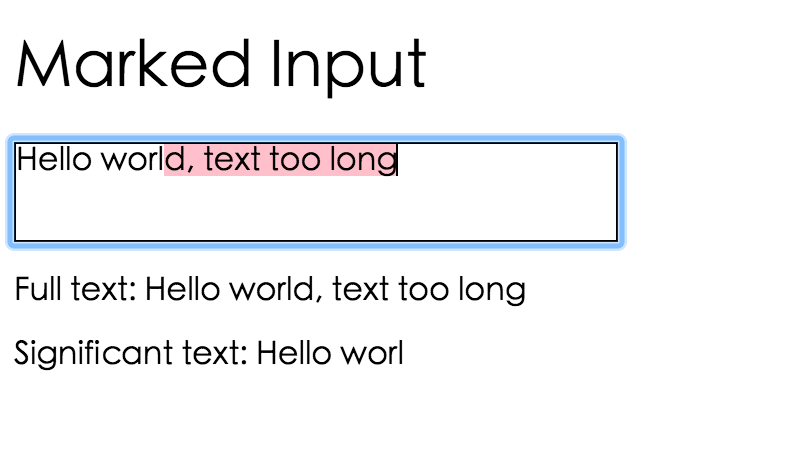 Marked Input
Hello world, text too long
Full text: Hello world, text too long
Significant text: Hello worl